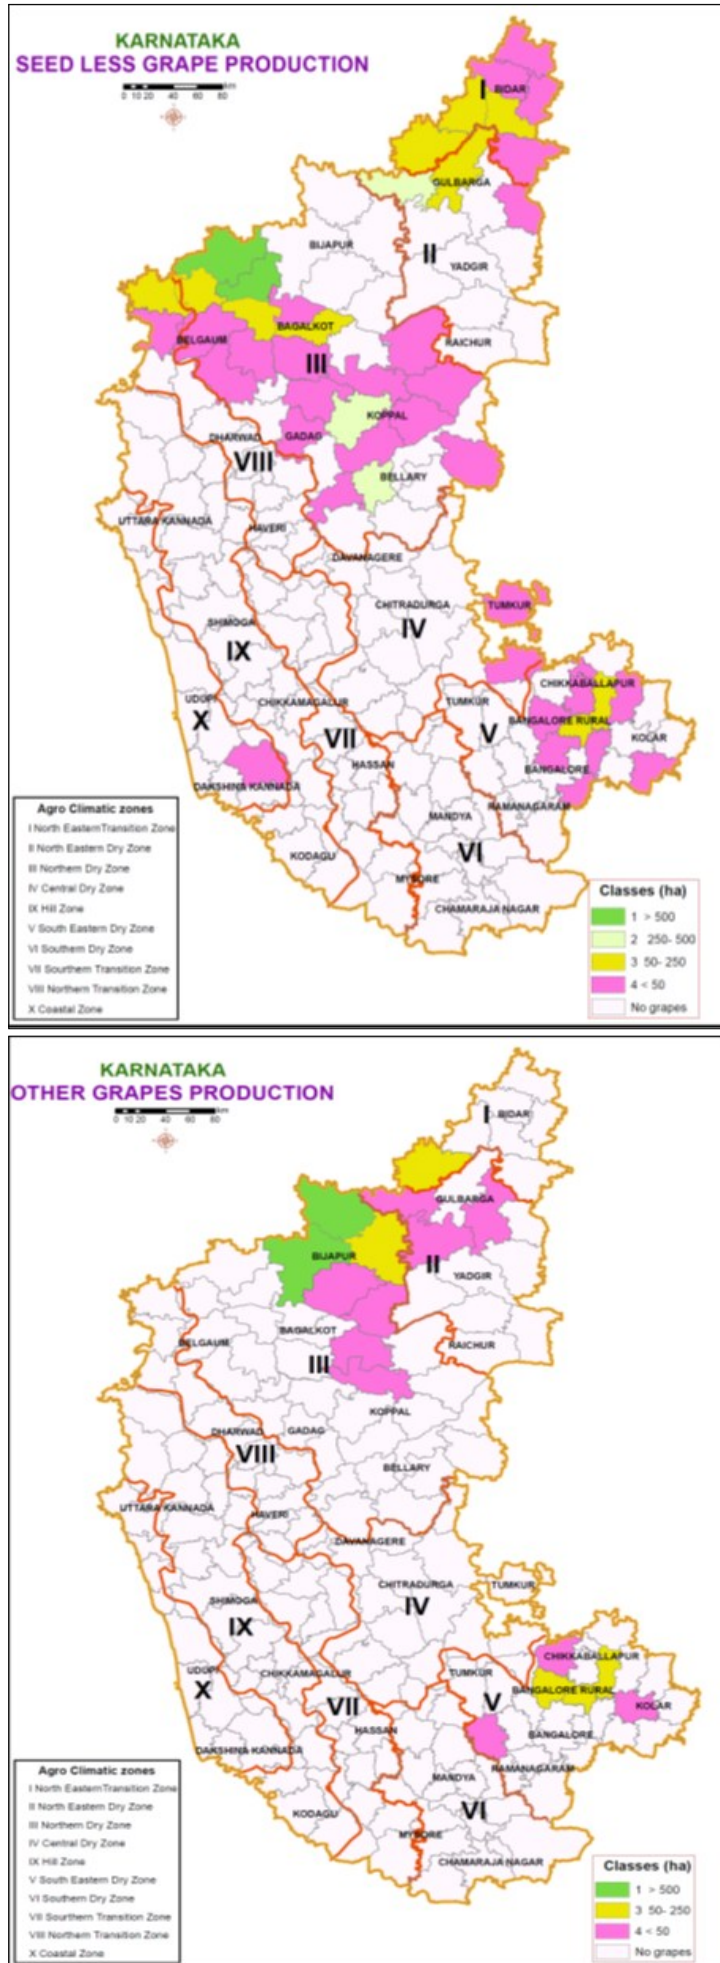 KARNATAKA
SEED LESS GRAPE PRODUCTION
km
0 10 20 40 60 80
I
BIDAR
GULBARGA
BIJAPUR
II
YADGIR
BAGALKOT
BELGAUM
RAICHUR
III
KOPPAL
DHARWAD
GADAG
VIII
BELLARY
UTTARA KANNADA
HAVERI
DAVANAGERE
CHITRADURGA
TUMKUR
SHIMOGA
IV
IX
CHIKKABALLAPUR
UDUPI
CHIKKAMAGALUR
TUMKUR
X
BANGALORE RURAL
VII
V
KOLAR
HASSAN
BANGALORE
DAKSHINA KANNADA
RAMANAGARAM
MANDYA
KODAGU
VI
MYSORE
CHAMARAJA NAGAR
Agro Climatic zones
I North EasternTransition Zone
II North Eastern Dry Zone
III Northern Dry Zone
IV Central Dry Zone
IX Hill Zone
V South Eastern Dry Zone
VI Southern Dry Zone
VII Sourthern Transition Zone
VIII Northern Transition Zone
X Coastal Zone
Classes (ha)
1 > 500
2 250- 500
3 50- 250
4 < 50
No grapes
KARNATAKA
OTHER GRAPES PRODUCTION
km
0 10 20 40 60 80
I
BIDAR
GULBARGA
BIJAPUR
II
YADGIR
BAGALKOT
BELGAUM
RAICHUR
III
KOPPAL
DHARWAD
GADAG
VIII
BELLARY
UTTARA KANNADA
HAVERI
DAVANAGERE
CHITRADURGA
TUMKUR
SHIMOGA
IV
IX
CHIKKABALLAPUR
UDUPI
CHIKKAMAGALUR
TUMKUR
X
BANGALORE RURAL
VII
V
KOLAR
HASSAN
BANGALORE
DAKSHINA KANNADA
RAMANAGARAM
MANDYA
KODAGU
VI
MYSORE
CHAMARAJA NAGAR
Agro Climatic zones
I North EasternTransition Zone
II North Eastern Dry Zone
III Northern Dry Zone
IV Central Dry Zone
IX Hill Zone
V South Eastern Dry Zone
VI Southern Dry Zone
VII Sourthern Transition Zone
VIII Northern Transition Zone
X Coastal Zone
Classes (ha)
1 > 500
3 50- 250
4 < 50
No grapes